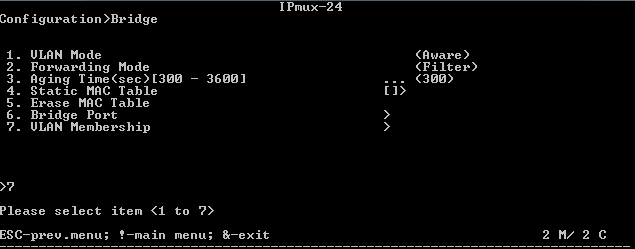 IPmux-24
Configuration>Bridge
1. VLAN Mode (Aware)
2. Forwarding Mode (Filter)
3. Aging Time(sec)[300 - 3600] ... (300)
4. Static MAC Table []>
5. Erase MAC Table
6. Bridge Port >
7. VLAN Membership >
>7
Please select item <1 to 7>
ESC-prev.menu; !-main menu; &-exit 2 M/ 2 C